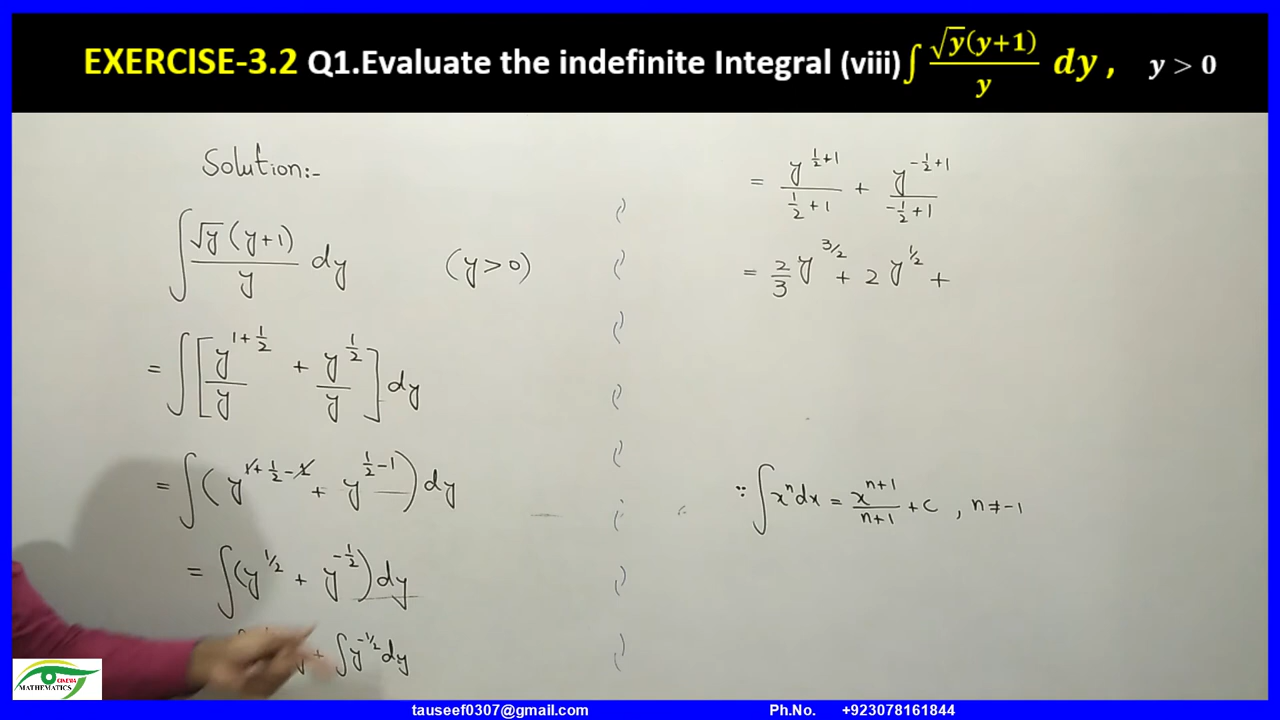 EXERCISE-3.2 Q1.Evaluate the indefinite Integral (viii) ∫ √y(y+1)/y dy , y > 0
Solution:-
∫ √y (y+1)/y dy (y>0)
= ∫ [y^(1+1/2)/y + y^(1/2)/y] dy
= ∫ (y^(1+1/2-1) + y^(1/2-1)) dy
= ∫ (y^(1/2) + y^(-1/2)) dy
+ ∫ y^(-1/2) dy
= y^(1/2+1)/(1/2+1) + y^(-1/2+1)/(-1/2+1)
= 2/3 y^(3/2) + 2 y^(1/2) +
∵ ∫ x^n dx = x^(n+1)/(n+1) + c , n ≠ -1
CINEMA
MATHEMATICS
tauseef0307@gmail.com Ph.No. +923078161844